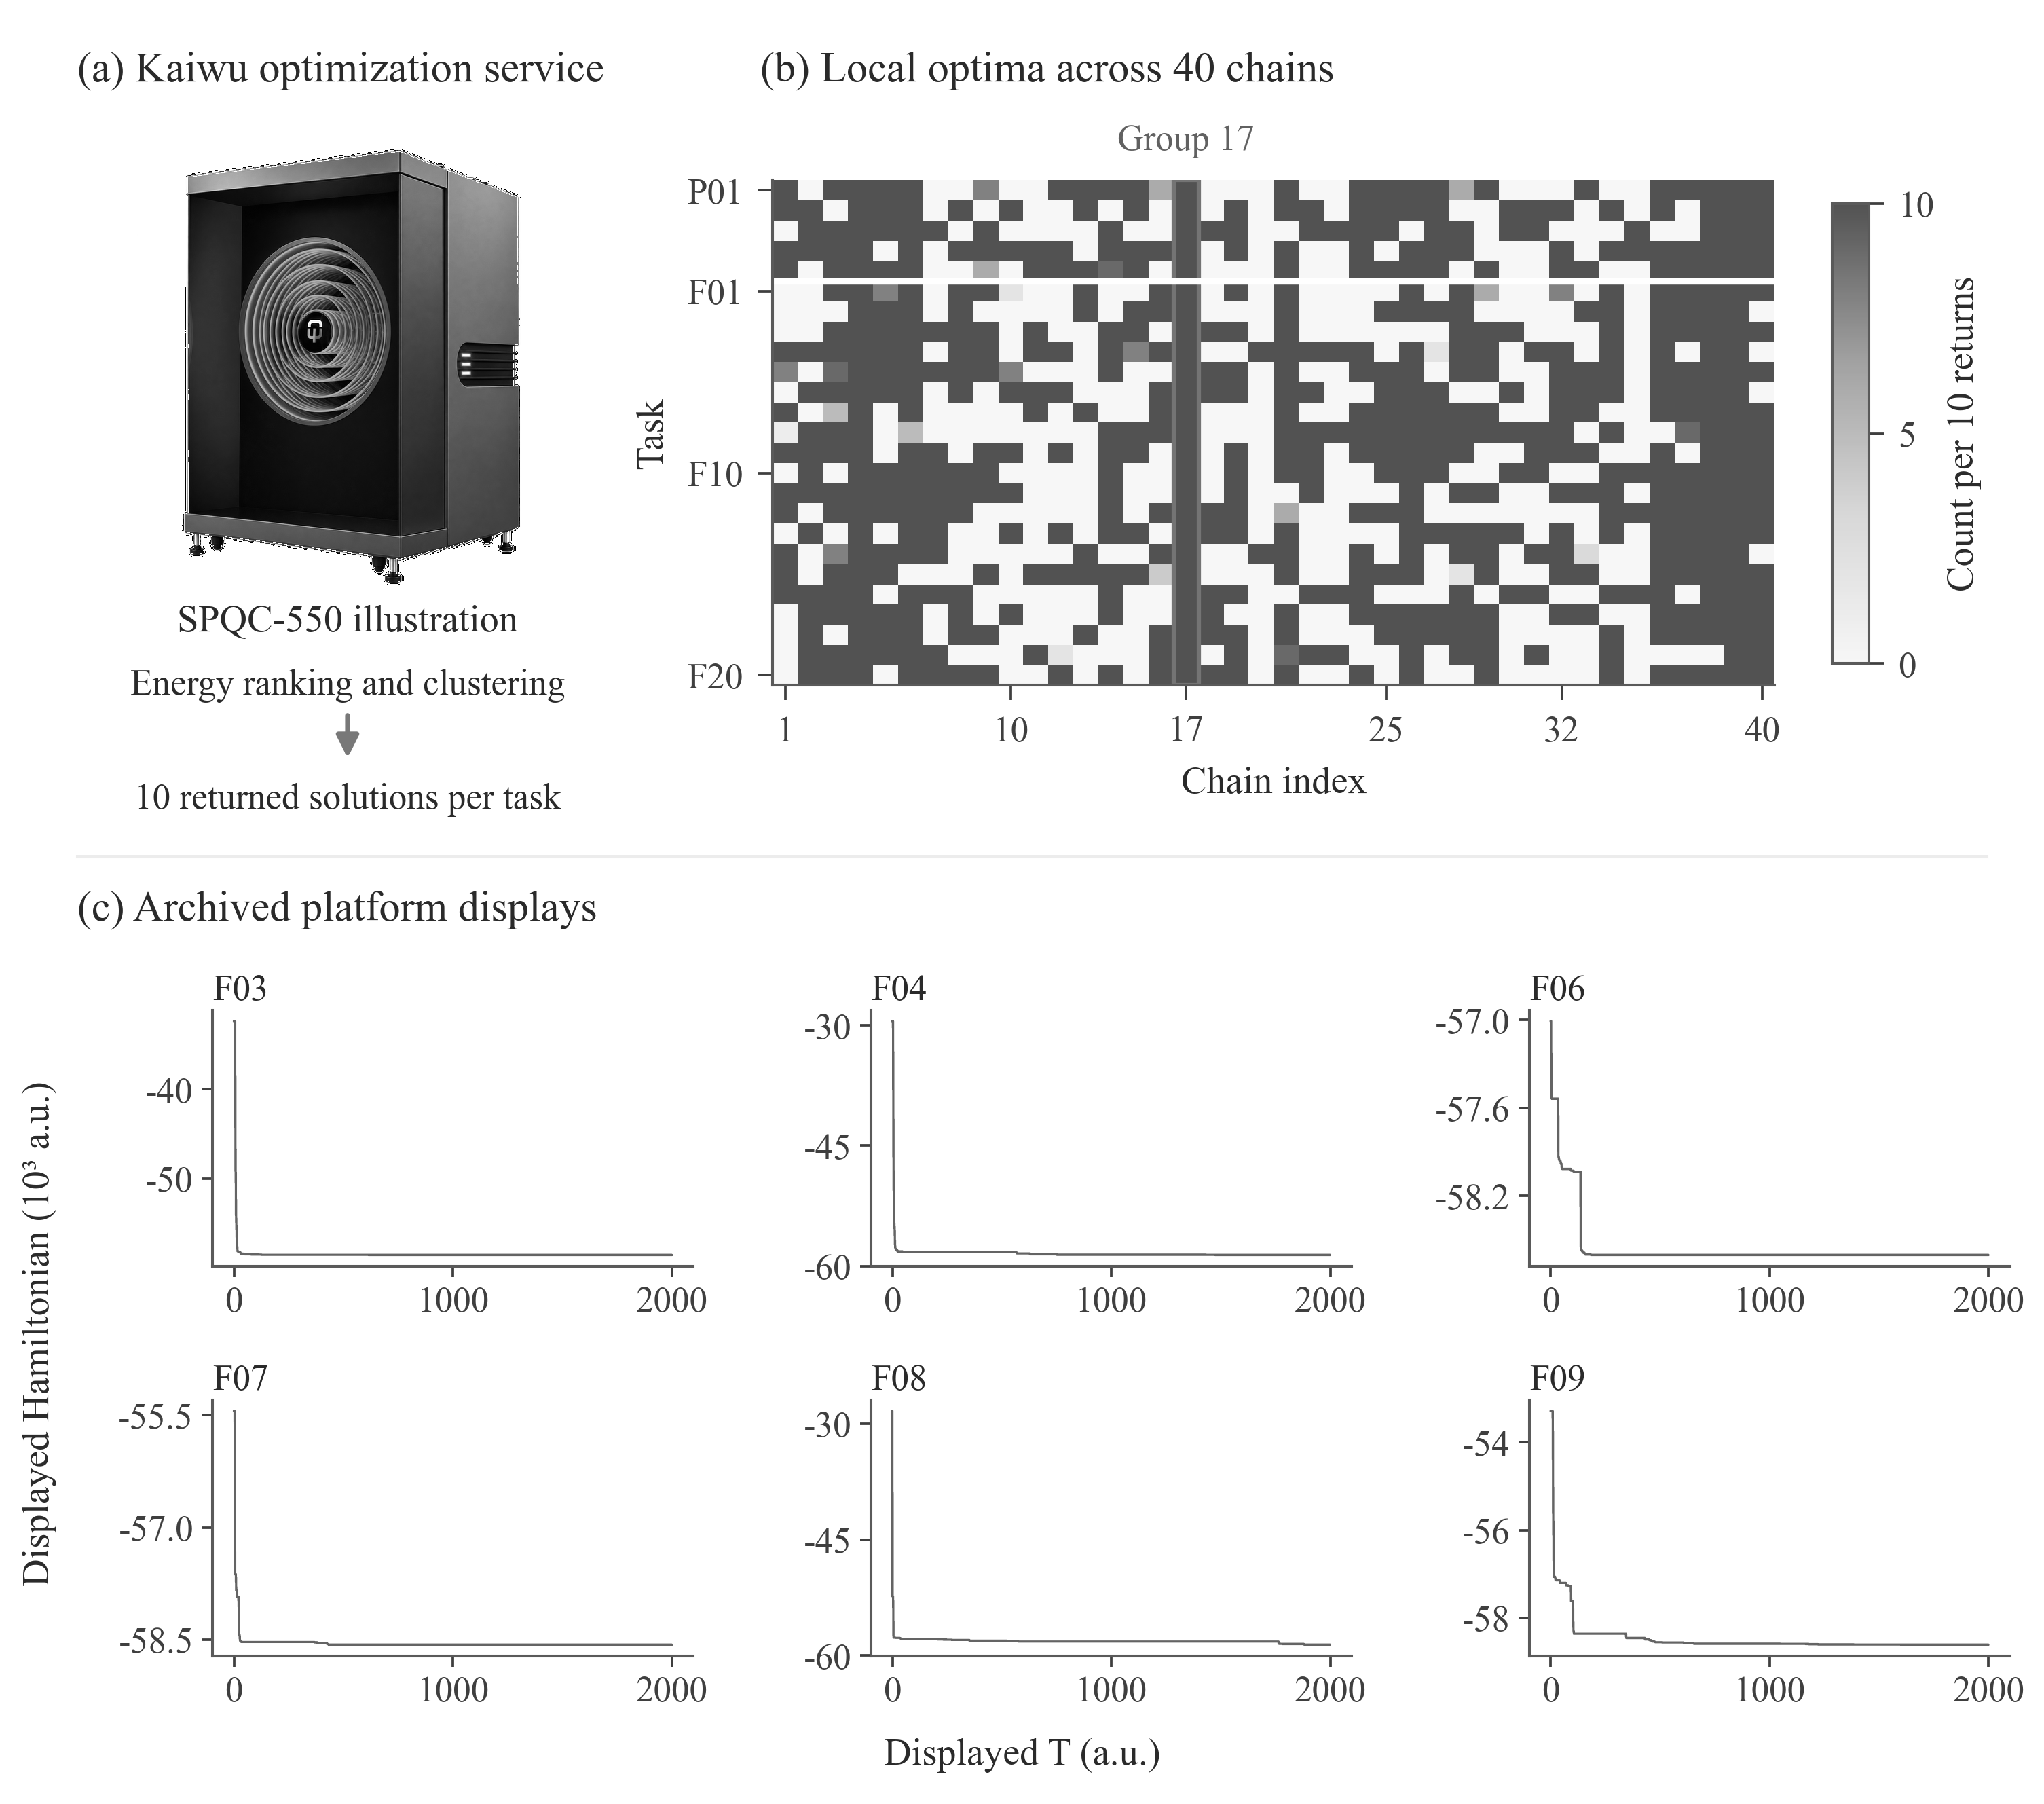 (a) Kaiwu optimization service
SPQC-550 illustration
Energy ranking and clustering
10 returned solutions per task
(b) Local optima across 40 chains
Group 17
Task
P01
F01
F10
F20
1
10
17
25
32
40
Chain index
10
5
0
Count per 10 returns
(c) Archived platform displays
Displayed Hamiltonian (10³ a.u.)
F03
-40
-50
0
1000
2000
F04
-30
-45
-60
0
1000
2000
F06
-57.0
-57.6
-58.2
0
1000
2000
F07
-55.5
-57.0
-58.5
0
1000
2000
F08
-30
-45
-60
0
1000
2000
F09
-54
-56
-58
0
1000
2000
Displayed T (a.u.)